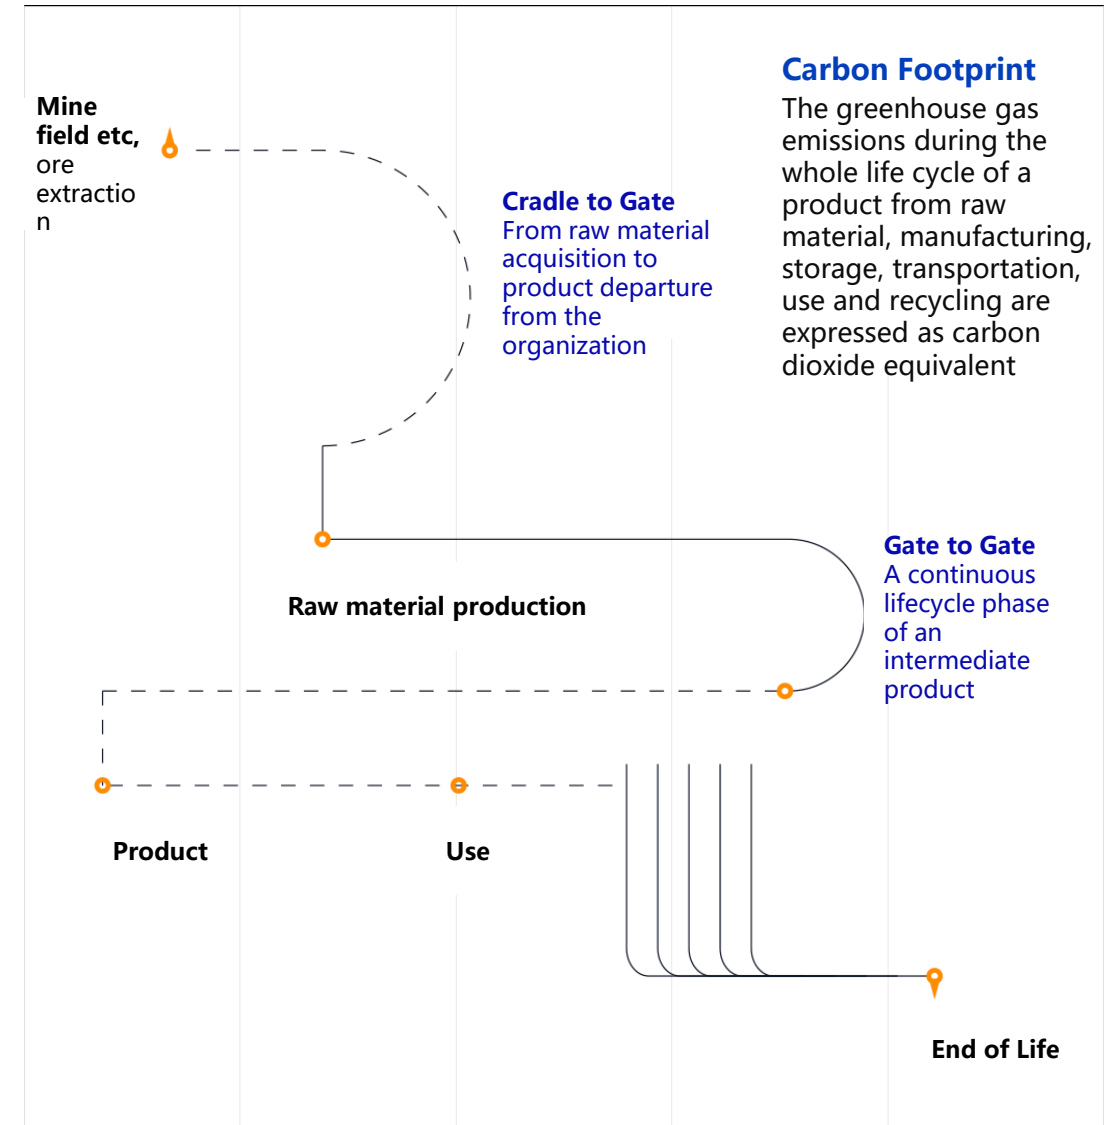 Carbon Footprint
The greenhouse gas
emissions during the
whole life cycle of a
product from raw
material, manufacturing,
storage, transportation,
use and recycling are
expressed as carbon
dioxide equivalent
Mine
field etc,
ore
extractio
n
Cradle to Gate
From raw material
acquisition to
product departure
from the
organization
Gate to Gate
A continuous
lifecycle phase
of an
intermediate
product
Raw material production
Product
Use
End of Life